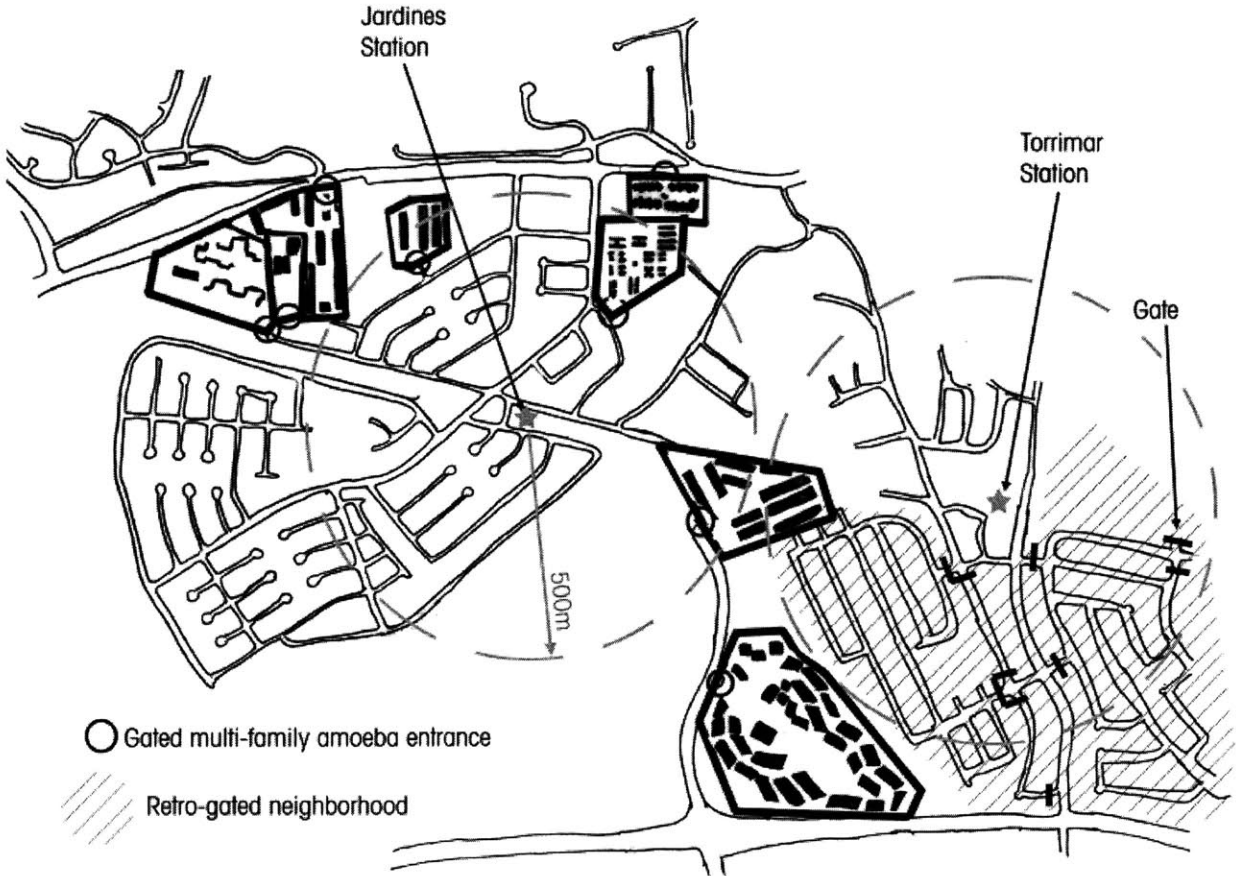 Jardines
Station
Torrimar
Station
Gate
500m
Gated multi-family amoeba entrance
Retro-gated neighborhood